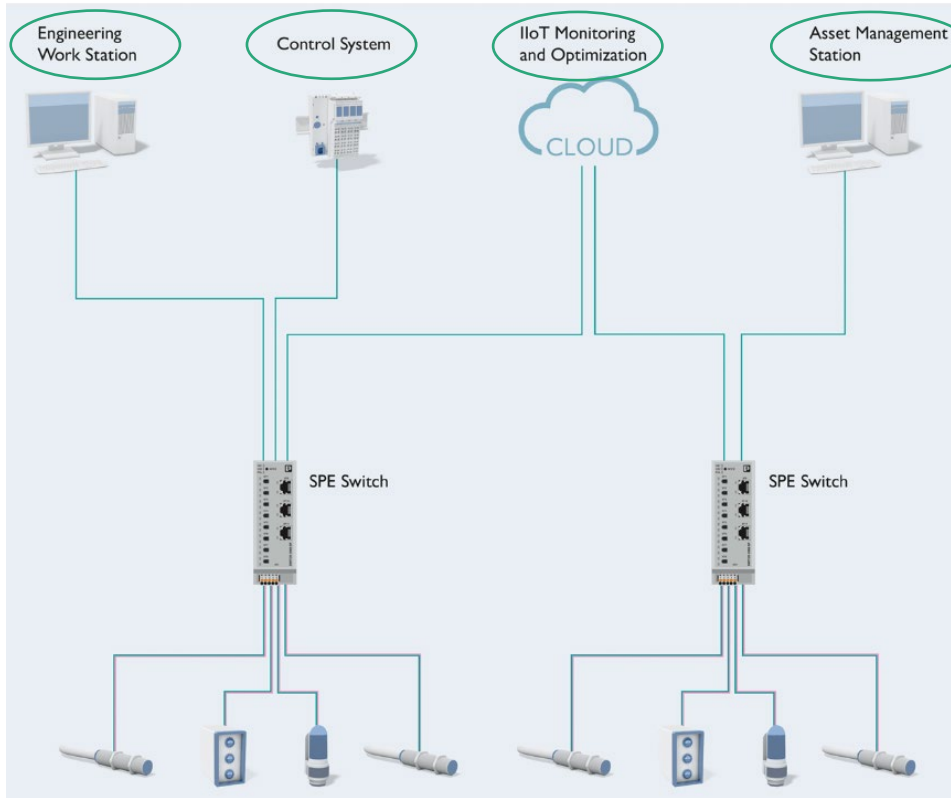 Engineering
Work Station
Control System
IIoT Monitoring
and Optimization
Asset Management
Station
CLOUD
SPE Switch
SPE Switch